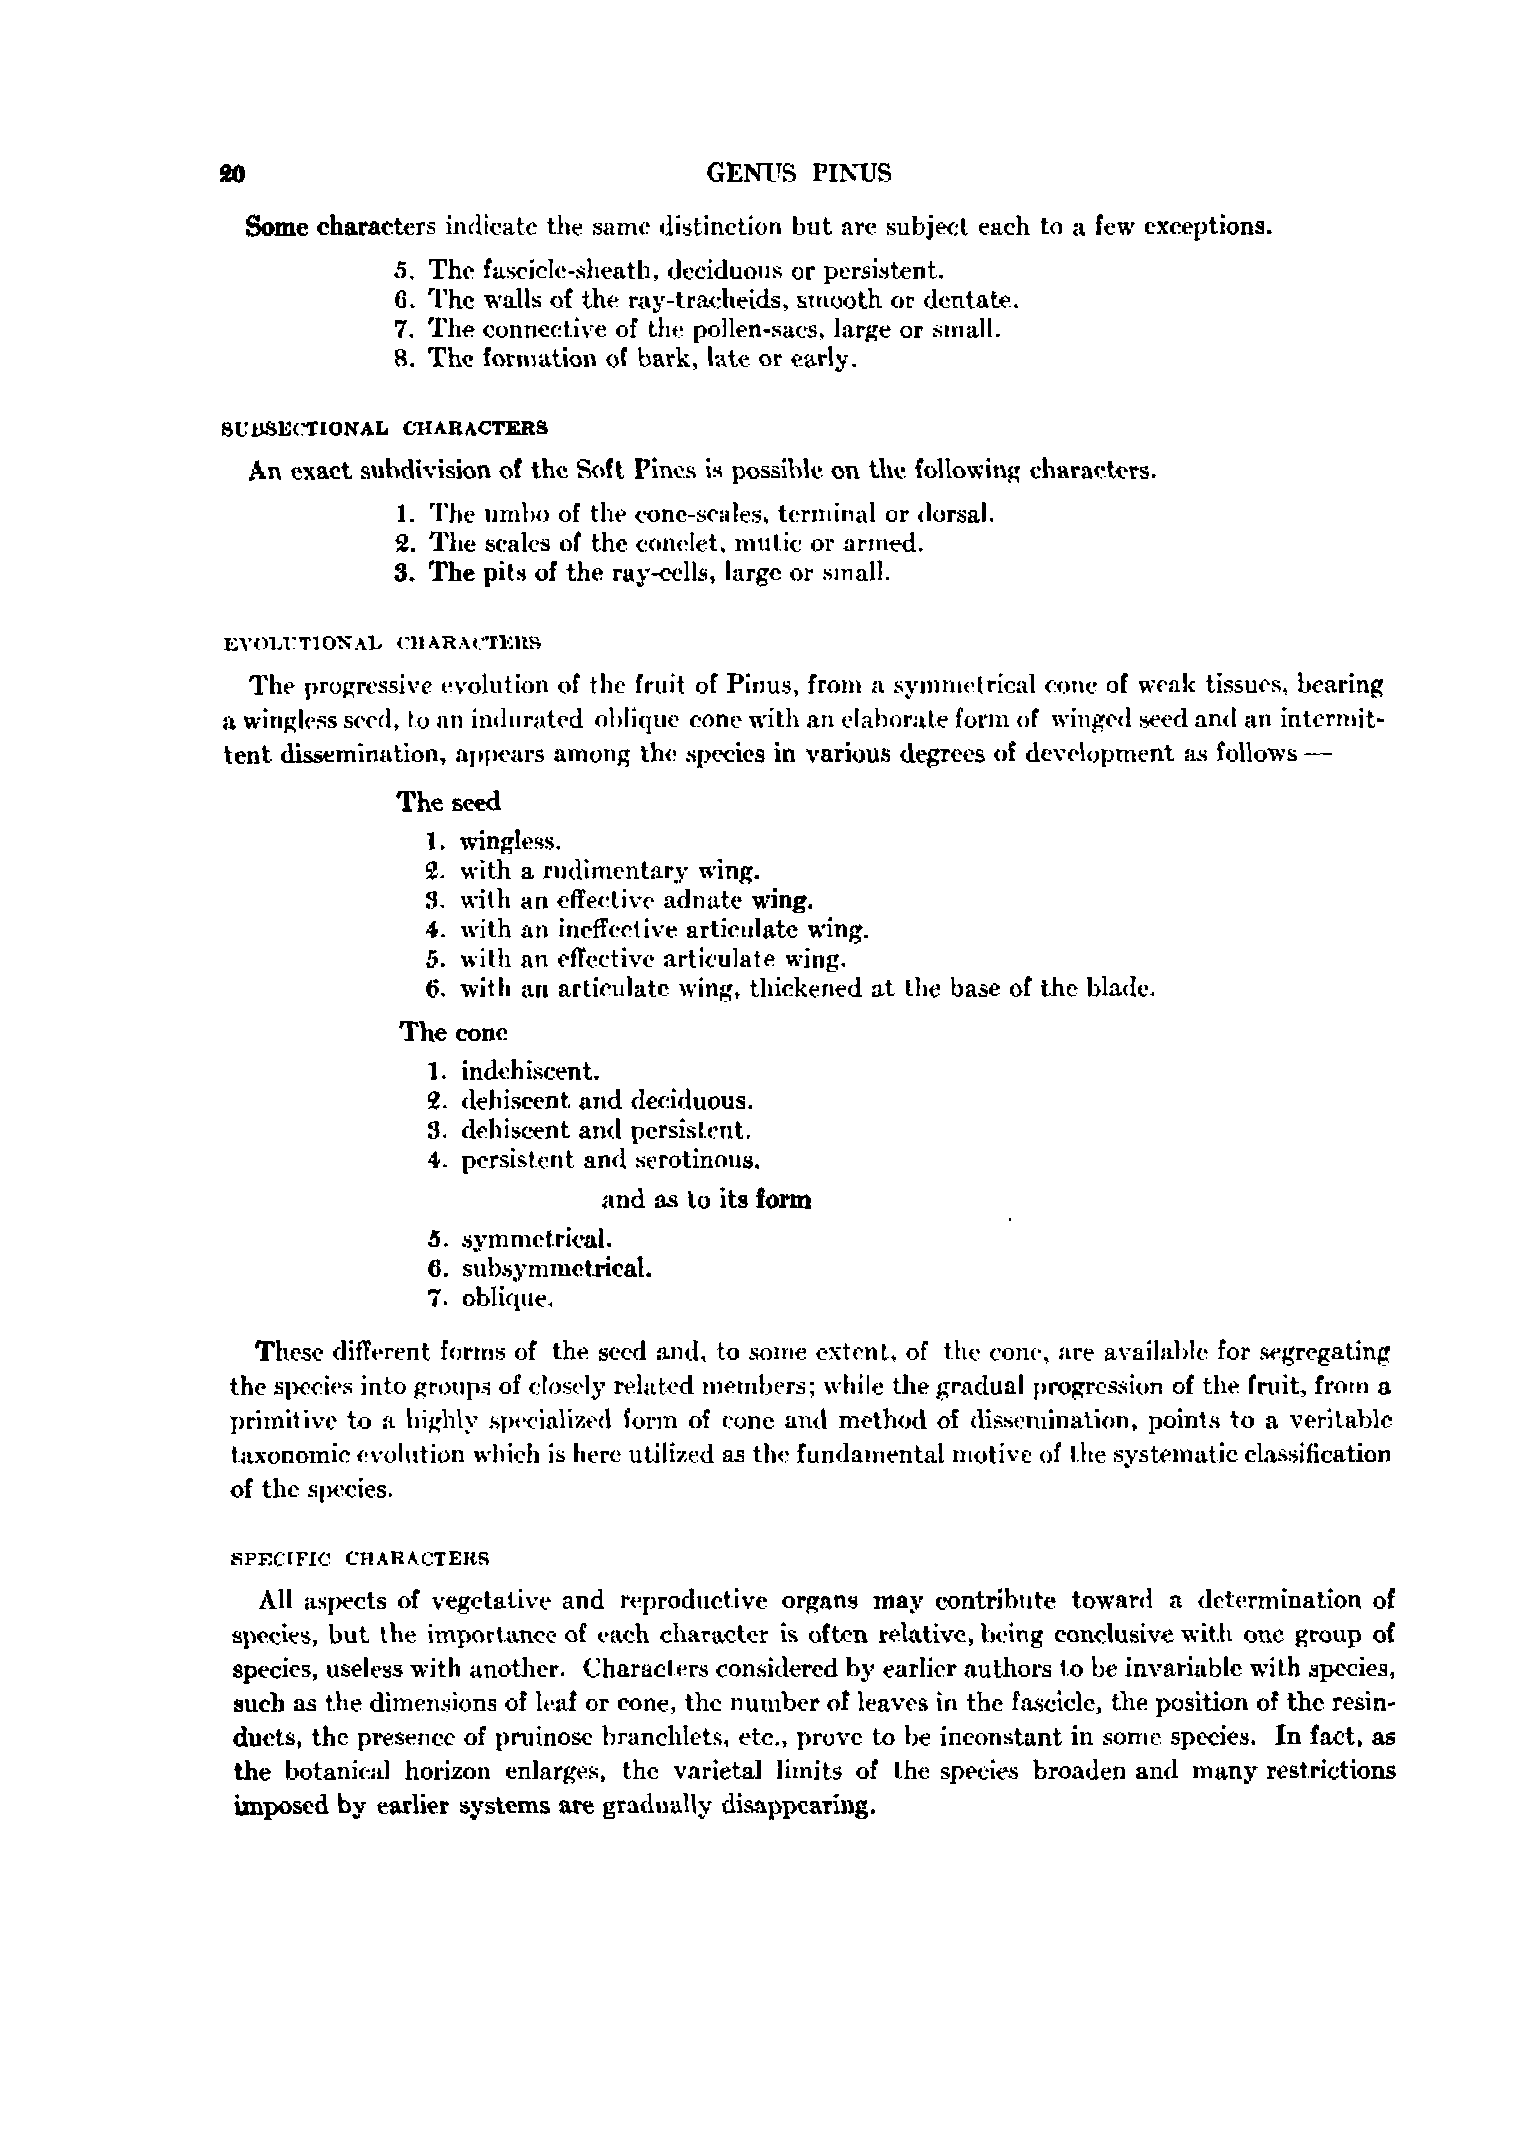 20 GENUS PINUS
Some characters indicate the same distinction but are subject each to a few exceptions.
5. The fascicle-sheath, deciduous or persistent.
6. The walls of the ray-tracheids, smooth or dentate.
7. The connective of the pollen-sacs, large or small.
8. The formation of bark, late or early.
SUBSECTIONAL CHARACTERS
An exact subdivision of the Soft Pines is possible on the following characters.
1. The umbo of the cone-scales, terminal or dorsal.
2. The scales of the conelet, mutic or armed.
3. The pits of the ray-cells, large or small.
EVOLUTIONAL CHARACTERS
The progressive evolution of the fruit of Pinus, from a symmetrical cone of weak tissues, bearing
a wingless seed, to an indurated oblique cone with an elaborate form of winged seed and an intermit-
tent dissemination, appears among the species in various degrees of development as follows —
The seed
1. wingless.
2. with a rudimentary wing.
3. with an effective adnate wing.
4. with an ineffective articulate wing.
5. with an effective articulate wing.
6. with an articulate wing, thickened at the base of the blade.
The cone
1. indehiscent.
2. dehiscent and deciduous.
3. dehiscent and persistent.
4. persistent and serotinous.
and as to its form
5. symmetrical.
6. subsymmetrical.
7. oblique.
These different forms of the seed and, to some extent, of the cone, are available for segregating
the species into groups of closely related members; while the gradual progression of the fruit, from a
primitive to a highly specialized form of cone and method of dissemination, points to a veritable
taxonomic evolution which is here utilized as the fundamental motive of the systematic classification
of the species.
SPECIFIC CHARACTERS
All aspects of vegetative and reproductive organs may contribute toward a determination of
species, but the importance of each character is often relative, being conclusive with one group of
species, useless with another. Characters considered by earlier authors to be invariable with species,
such as the dimensions of leaf or cone, the number of leaves in the fascicle, the position of the resin-
ducts, the presence of pruinose branchlets, etc., prove to be inconstant in some species. In fact, as
the botanical horizon enlarges, the varietal limits of the species broaden and many restrictions
imposed by earlier systems are gradually disappearing.